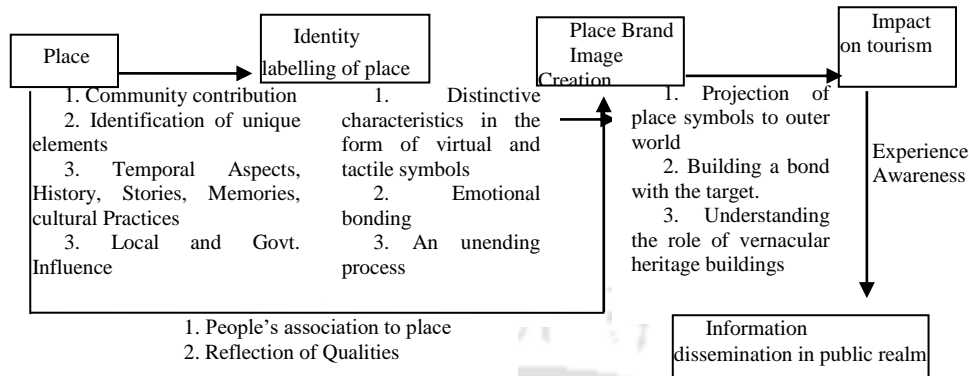 Place
Identity
labelling of place
Place Brand
Image
Creation
Impact
on tourism
1. Community contribution
2. Identification of unique
elements
3. Temporal Aspects,
History, Stories, Memories,
cultural Practices
3. Local and Govt.
Influence
1. Distinctive
characteristics in the
form of virtual and
tactile symbols
2. Emotional
bonding
3. An unending
process
1. Projection of
place symbols to outer
world
2. Building a bond
with the target.
3. Understanding
the role of vernacular
heritage buildings
Experience
Awareness
1. People’s association to place
2. Reflection of Qualities
Information
dissemination in public realm